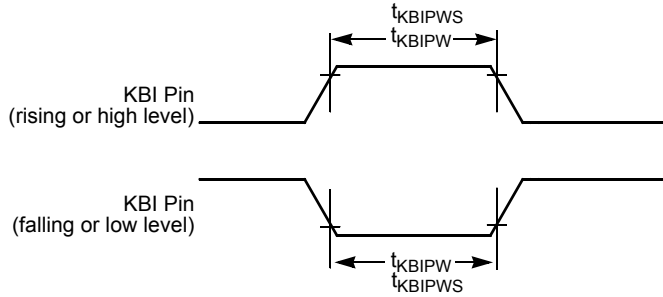 tKBIPWS
tKBIPW
KBI Pin
(rising or high level)
KBI Pin
(falling or low level)
tKBIPW
tKBIPWS